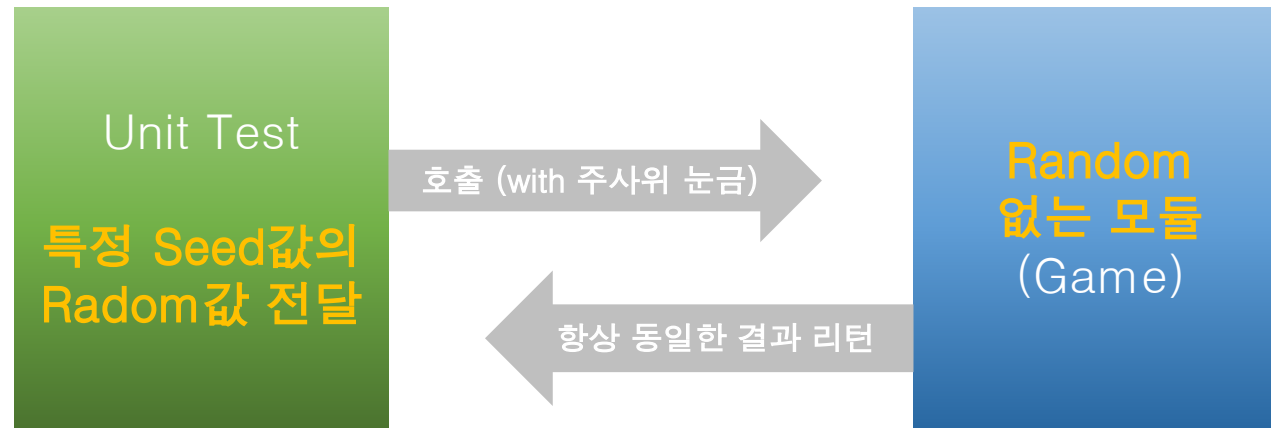 Unit Test
특정 Seed값의
Radom값 전달
호출 (with 주사위 눈금)
항상 동일한 결과 리턴
Random
없는 모듈
(Game)